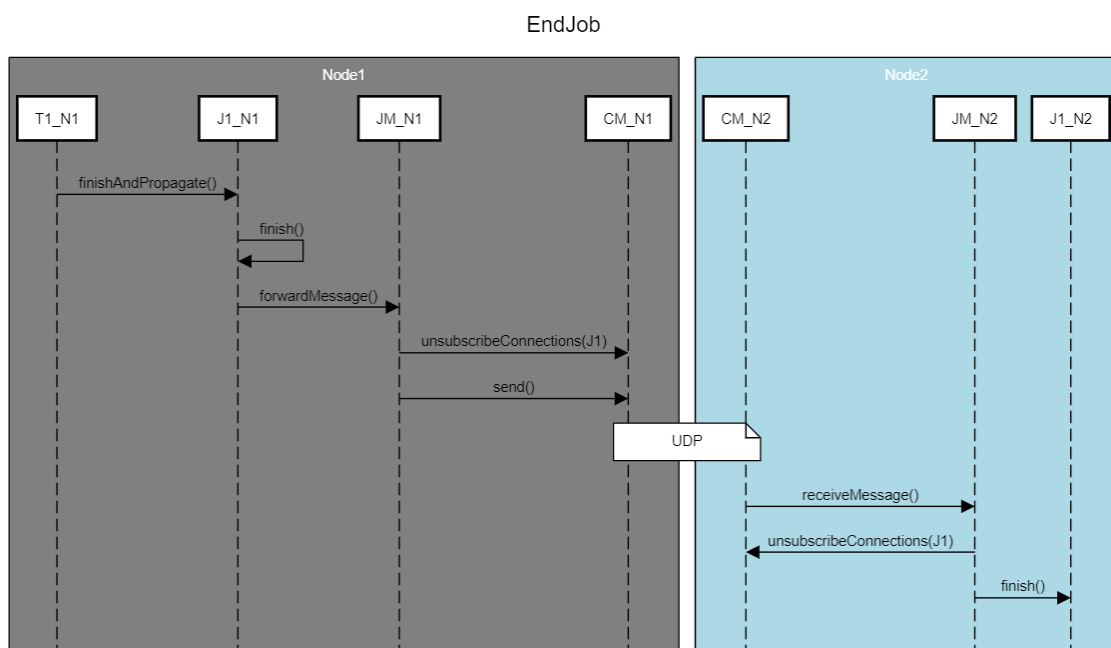 EndJob
Node1
Node2
T1_N1
J1_N1
JM_N1
CM_N1
CM_N2
JM_N2
J1_N2
finishAndPropagate()
finish()
forwardMessage()
unsubscribeConnections(J1)
send()
UDP
receiveMessage()
unsubscribeConnections(J1)
finish()